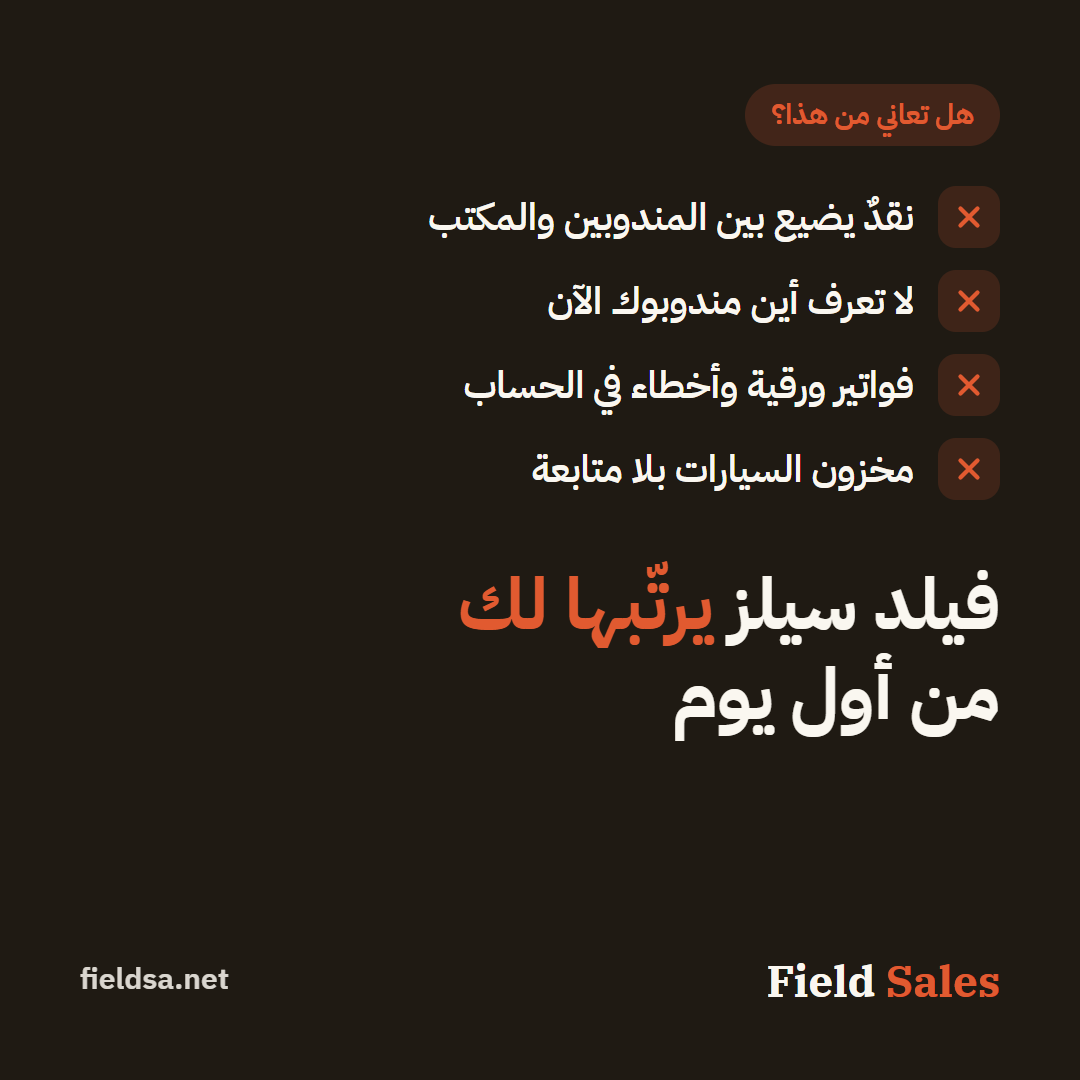 هل تعاني من هذا؟
نقدٌ يضيع بين المندوبين والمكتب
لا تعرف أين مندوبوك الآن
فواتير ورقية وأخطاء في الحساب
مخزون السيارات بلا متابعة
فيلد سيلز يرتّبها لك
من أول يوم
Field Sales
fieldsa.net